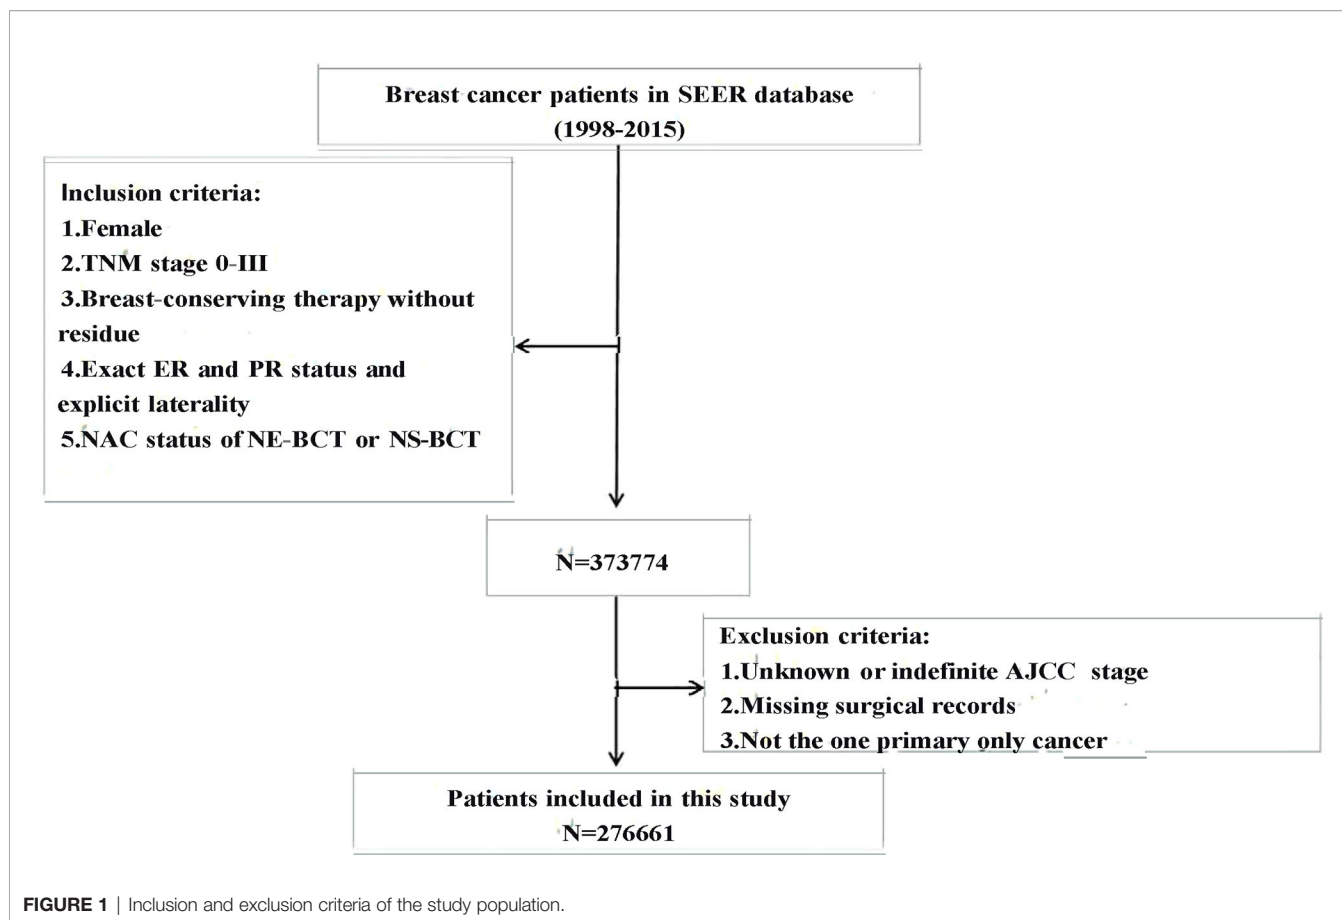 Breast cancer patients in SEER database
(1998-2015)
Inclusion criteria:
1.Female
2.TNM stage 0-III
3.Breast-conserving therapy without
residue
4.Exact ER and PR status and
explicit laterality
5.NAC status of NE-BCT or NS-BCT
N=373774
Exclusion criteria:
1.Unknown or indefinite AJCC stage
2.Missing surgical records
3.Not the one primary only cancer
Patients included in this study
N=276661
FIGURE 1 | Inclusion and exclusion criteria of the study population.